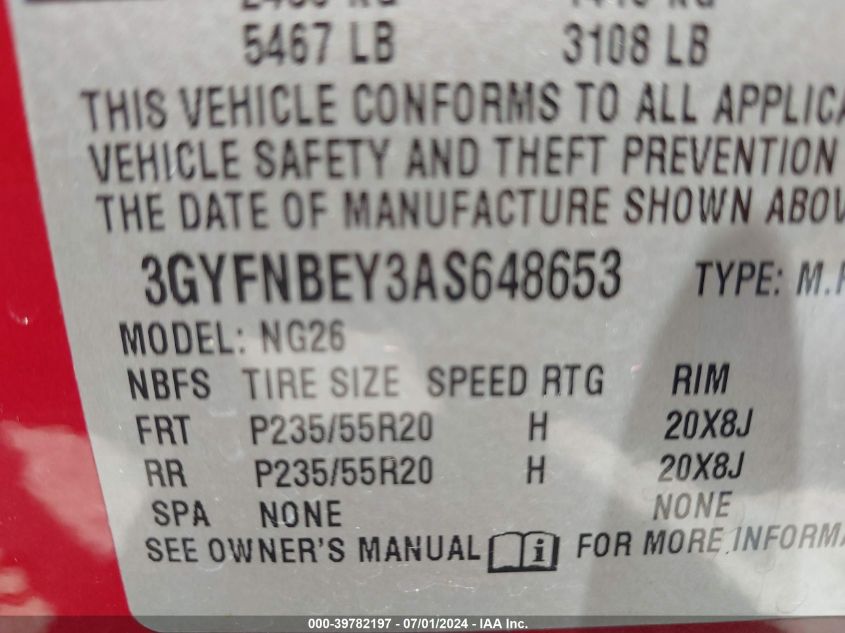 5467 LB 3108 LB
THIS VEHICLE CONFORMS TO ALL
VEHICLE SAFETY AND THEFT PREVENTION
THE DATE OF MANUFACTURE SHOWN
3GYFNBEY3AS648653 TYPE:
MODEL: NG26
NBFS TIRE SIZE SPEED RTG RIM
FRT P235/55R20 H 20X8J
RR P235/55R20 H 20X8J
SPA NONE NONE
SEE OWNER'S MANUAL i FOR MORE
000-39782197 - 07/01/2024 - IAA Inc.